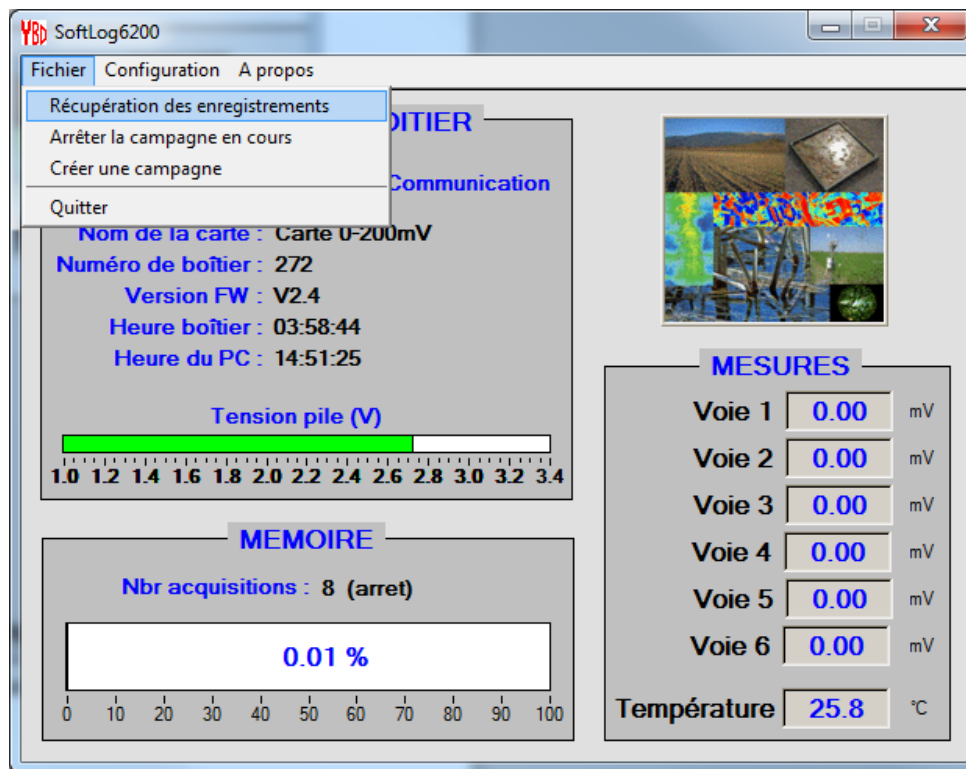 YBD SoftLog6200
Fichier Configuration A propos
Récupération des enregistrements
Arrêter la campagne en cours
Créer une campagne
Quitter
Communication
Nom de la carte : Carte 0-200mV
Numéro de boîtier : 272
Version FW : V2.4
Heure boîtier : 03:58:44
Heure du PC : 14:51:25
Tension pile (V)
1.0 1.2 1.4 1.6 1.8 2.0 2.2 2.4 2.6 2.8 3.0 3.2 3.4
MEMOIRE
Nbr acquisitions : 8 (arret)
0.01 %
0 10 20 30 40 50 60 70 80 90 100
MESURES
Voie 1 0.00 mV
Voie 2 0.00 mV
Voie 3 0.00 mV
Voie 4 0.00 mV
Voie 5 0.00 mV
Voie 6 0.00 mV
Température 25.8 °C